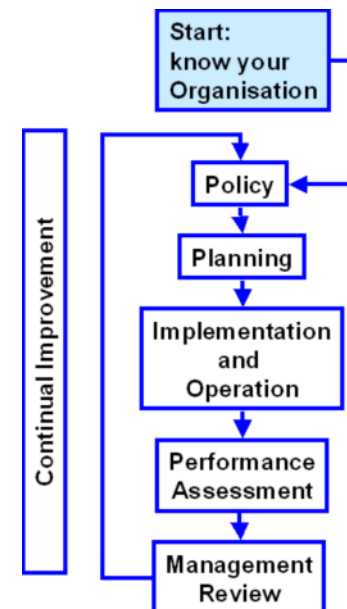 Start:
know your
Organisation
Continual Improvement
Policy
Planning
Implementation
and
Operation
Performance
Assessment
Management
Review